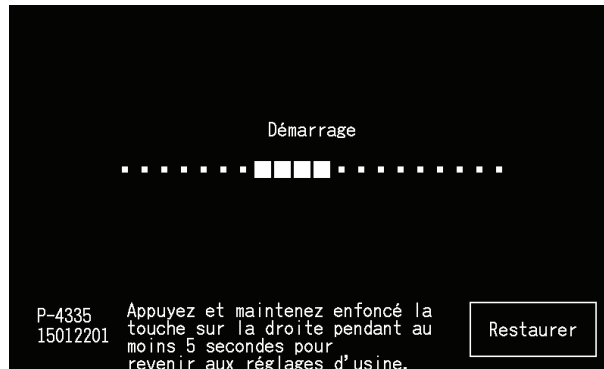 Démarrage
P-4335
15012201
Appuyez et maintenez enfoncé la
touche sur la droite pendant au
moins 5 secondes pour
revenir aux réglages d'usine.
Restaurer